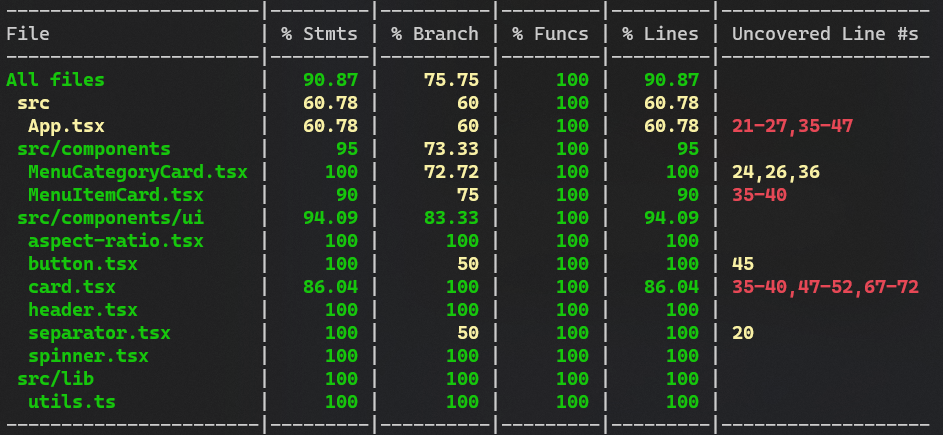 -----------------------|---------|----------|---------|---------|-------------------
File                   | % Stmts | % Branch | % Funcs | % Lines | Uncovered Line #s
-----------------------|---------|----------|---------|---------|-------------------
All files              |   90.87 |    75.75 |     100 |   90.87 |
 src                   |   60.78 |       60 |     100 |   60.78 |
  App.tsx              |   60.78 |       60 |     100 |   60.78 | 21-27,35-47
 src/components        |      95 |    73.33 |     100 |      95 |
  MenuCategoryCard.tsx |     100 |    72.72 |     100 |     100 | 24,26,36
  MenuItemCard.tsx     |      90 |       75 |     100 |      90 | 35-40
 src/components/ui     |   94.09 |    83.33 |     100 |   94.09 |
  aspect-ratio.tsx     |     100 |      100 |     100 |     100 |
  button.tsx           |     100 |       50 |     100 |     100 | 45
  card.tsx             |   86.04 |      100 |     100 |   86.04 | 35-40,47-52,67-72
  header.tsx           |     100 |      100 |     100 |     100 |
  separator.tsx        |     100 |       50 |     100 |     100 | 20
  spinner.tsx          |     100 |      100 |     100 |     100 |
 src/lib               |     100 |      100 |     100 |     100 |
  utils.ts             |     100 |      100 |     100 |     100 |
-----------------------|---------|----------|---------|---------|-------------------